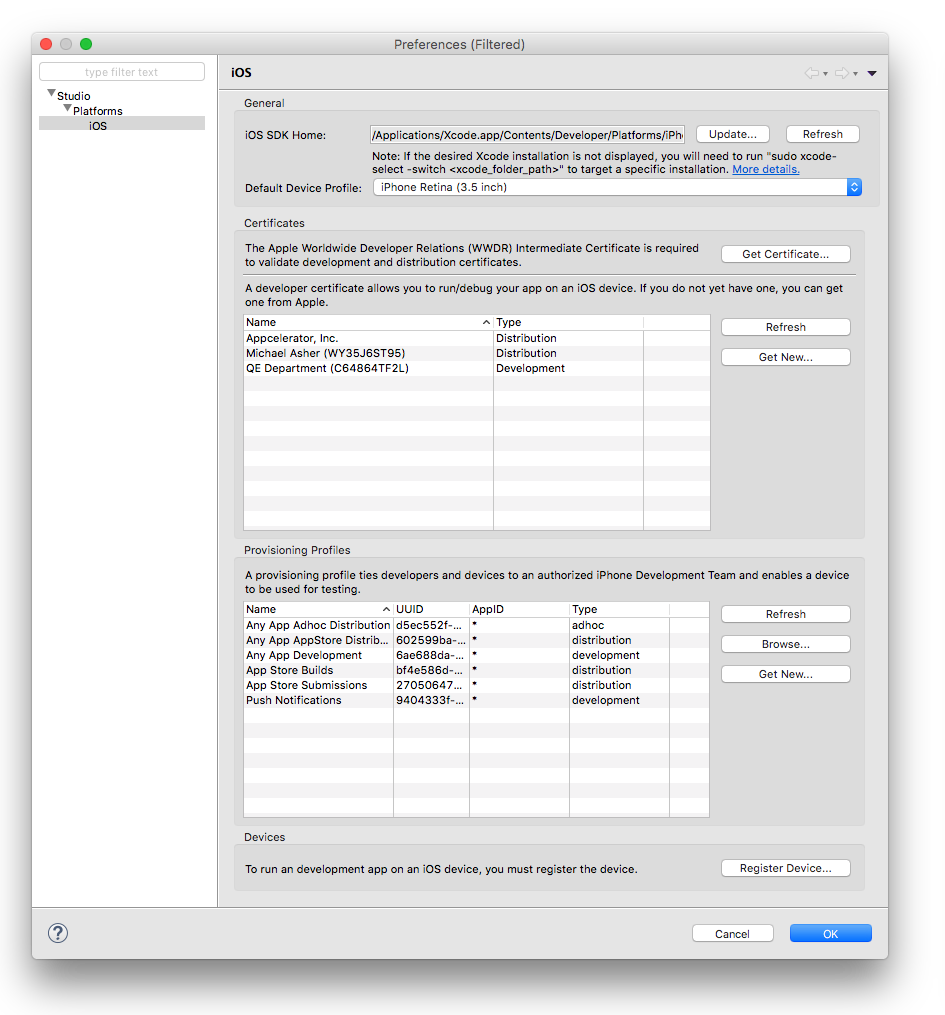 Preferences (Filtered)
type filter text
Studio
Platforms
iOS
iOS
General
iOS SDK Home:
/Applications/Xcode.app/Contents/Developer/Platforms/iPh
Update...
Refresh
Note: If the desired Xcode installation is not displayed, you will need to run "sudo xcode-
select -switch <xcode_folder_path>" to target a specific installation. More details.
Default Device Profile:
iPhone Retina (3.5 inch)
Certificates
The Apple Worldwide Developer Relations (WWDR) Intermediate Certificate is required
to validate development and distribution certificates.
Get Certificate...
A developer certificate allows you to run/debug your app on an iOS device. If you do not yet have one, you can get
one from Apple.
Name Type
Appcelerator, Inc. Distribution
Michael Asher (WY35J6ST95) Distribution
QE Department (C64864TF2L) Development
Refresh
Get New...
Provisioning Profiles
A provisioning profile ties developers and devices to an authorized iPhone Development Team and enables a device
to be used for testing.
Name UUID AppID Type
Any App Adhoc Distribution d5ec552f-... * adhoc
Any App AppStore Distrib... 602599ba-... * distribution
Any App Development 6ae688da-... * development
App Store Builds bf4e586d-... * distribution
App Store Submissions 27050647... * distribution
Push Notifications 9404333f-... * development
Refresh
Browse...
Get New...
Devices
To run an development app on an iOS device, you must register the device.
Register Device...
?
Cancel
OK